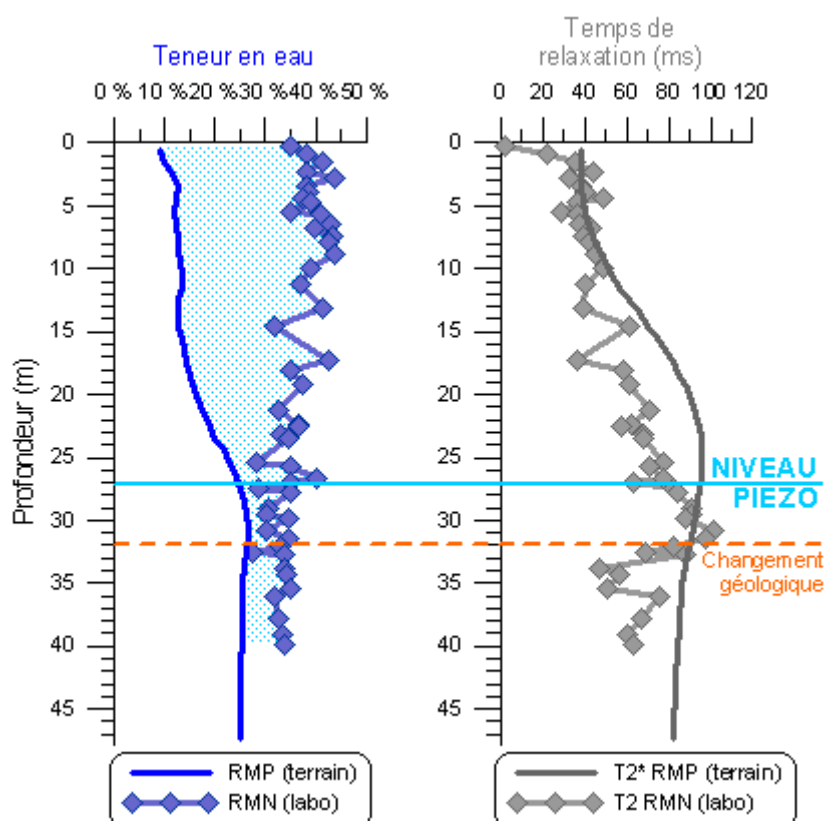 Teneur en eau
0 % 10 %20 %30 %40 % 50 %
Temps de
relaxation (ms)
0 20 40 60 80 100 120
Profondeur (m)
0
5
10
15
20
25
30
35
40
45
0
5
10
15
20
25
30
35
40
45
NIVEAU
PIEZO
Changement
géologique
RMP (terrain)
RMN (labo)
T2* RMP (terrain)
T2 RMN (labo)